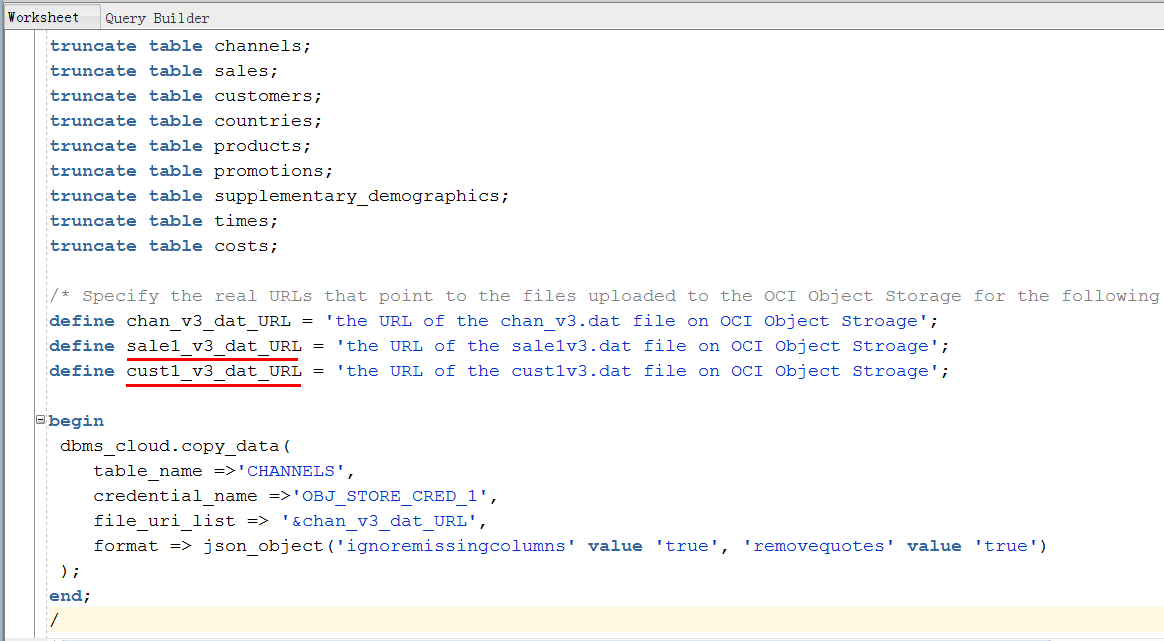 Worksheet Query Builder
truncate table channels;
truncate table sales;
truncate table customers;
truncate table countries;
truncate table products;
truncate table promotions;
truncate table supplementary_demographics;
truncate table times;
truncate table costs;
/* Specify the real URLs that point to the files uploaded to the OCI Object Storage for the following
define chan_v3_dat_URL = 'the URL of the chan_v3.dat file on OCI Object Stroage';
define sale1_v3_dat_URL = 'the URL of the sale1v3.dat file on OCI Object Stroage';
define cust1_v3_dat_URL = 'the URL of the cust1v3.dat file on OCI Object Stroage';
begin
dbms_cloud.copy_data(
table_name =>'CHANNELS',
credential_name =>'OBJ_STORE_CRED_1',
file_uri_list => '&chan_v3_dat_URL',
format => json_object('ignoremissingcolumns' value 'true', 'removequotes' value 'true')
);
end;
/